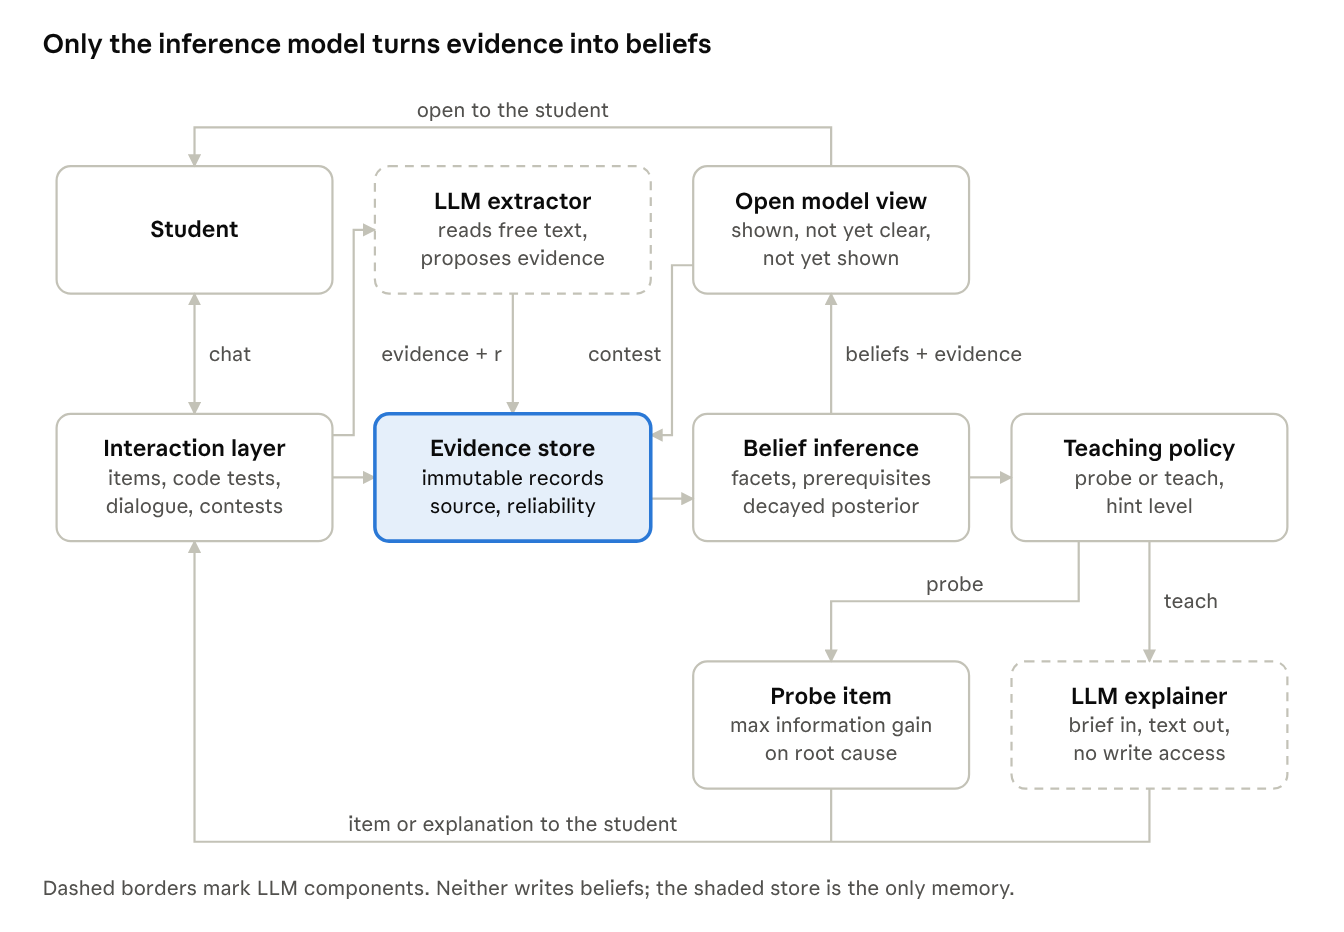 Only the inference model turns evidence into beliefs
open to the student
Student
LLM extractor
reads free text,
proposes evidence
Open model view
shown, not yet clear,
not yet shown
chat
evidence + r
contest
beliefs + evidence
Interaction layer
items, code tests,
dialogue, contests
Evidence store
immutable records
source, reliability
Belief inference
facets, prerequisites
decayed posterior
Teaching policy
probe or teach,
hint level
probe
teach
Probe item
max information gain
on root cause
LLM explainer
brief in, text out,
no write access
item or explanation to the student
Dashed borders mark LLM components. Neither writes beliefs; the shaded store is the only memory.